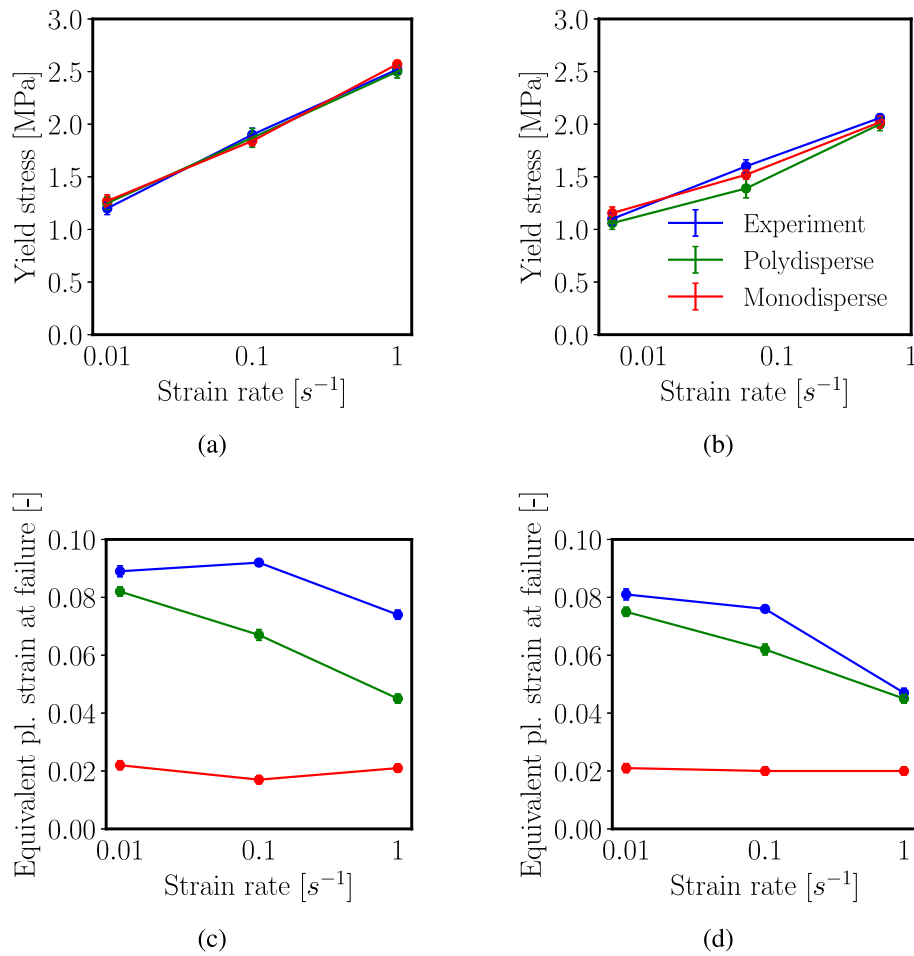 3.0
2.5
2.0
1.5
1.0
0.5
0.0
Yield stress [MPa]
0.01 0.1 1
Strain rate [s⁻¹]
(a)
3.0
2.5
2.0
1.5
1.0
0.5
0.0
Yield stress [MPa]
Experiment
Polydisperse
Monodisperse
0.01 0.1 1
Strain rate [s⁻¹]
(b)
0.10
0.08
0.06
0.04
0.02
0.00
Equivalent pl. strain at failure [-]
0.01 0.1 1
Strain rate [s⁻¹]
(c)
0.10
0.08
0.06
0.04
0.02
0.00
Equivalent pl. strain at failure [-]
0.01 0.1 1
Strain rate [s⁻¹]
(d)